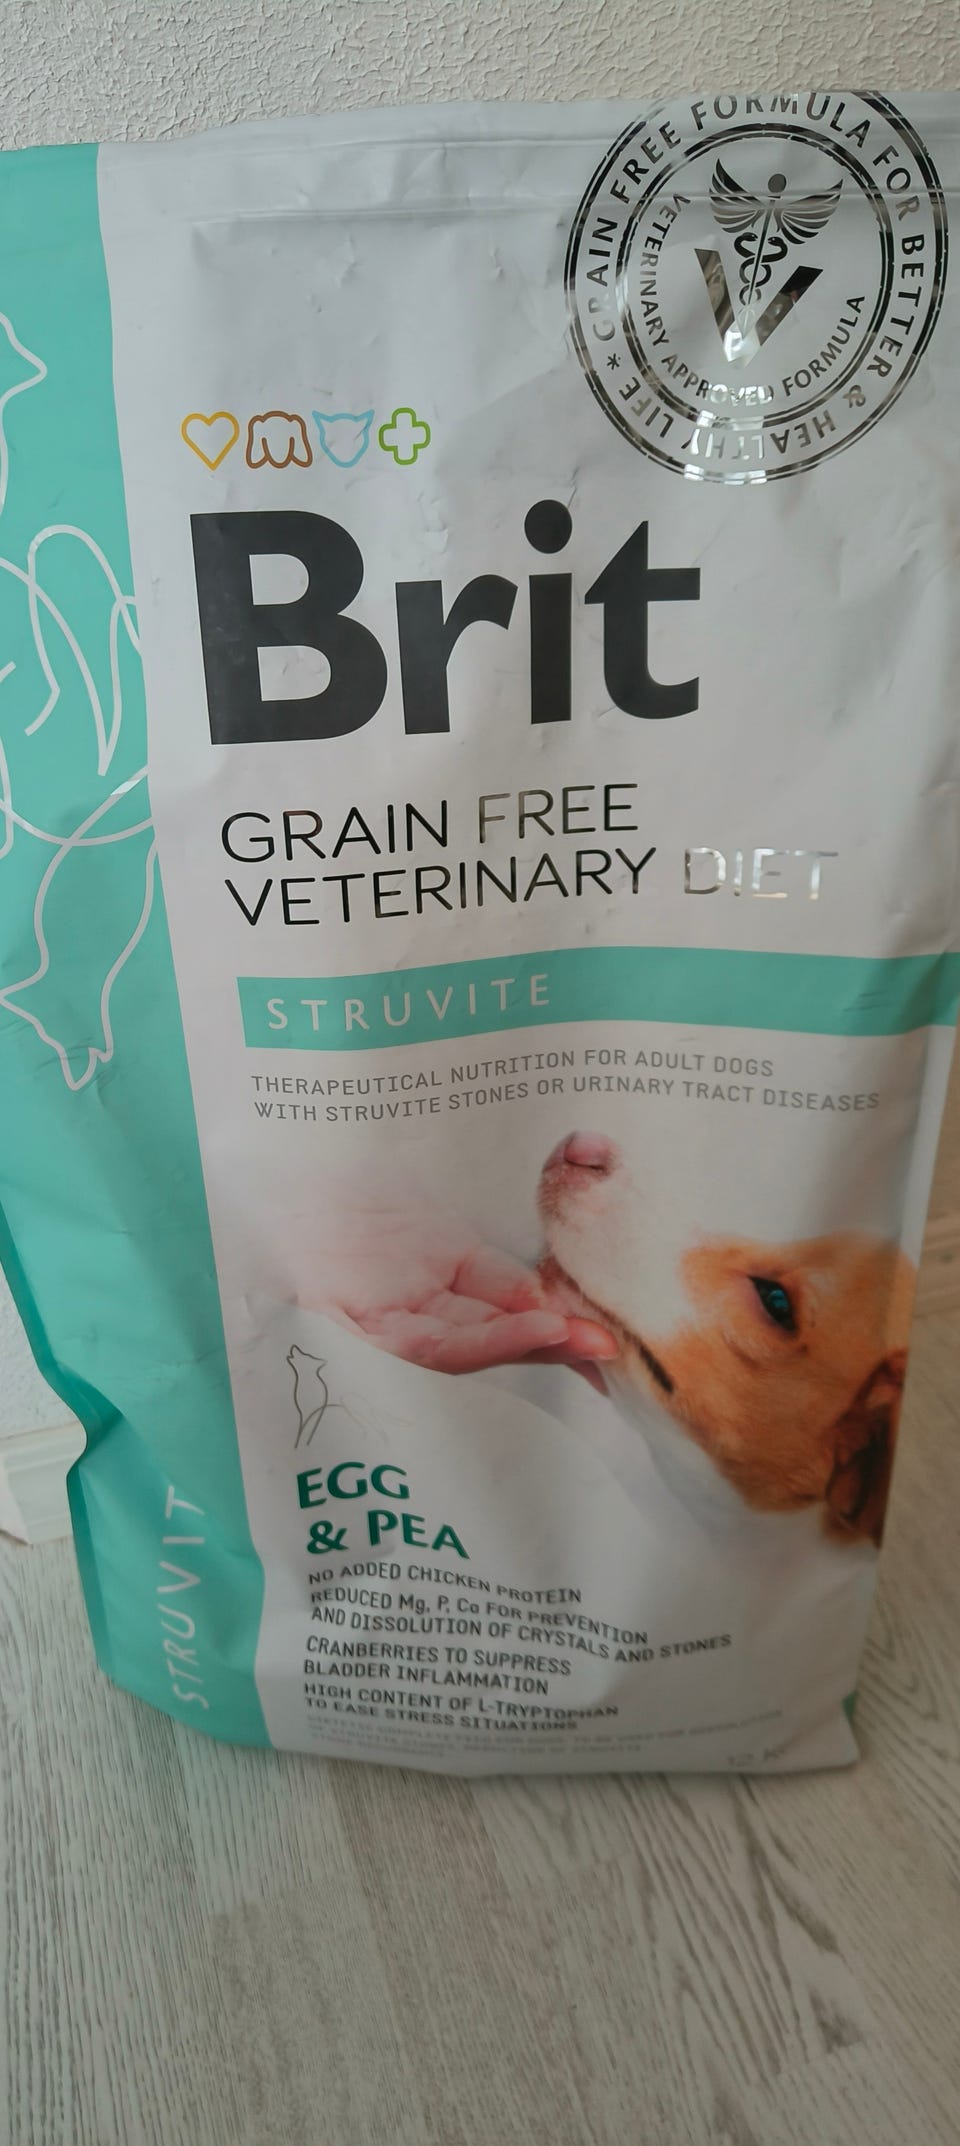 * GRAIN FREE FORMULA FOR BETTER & HEALTHY LIFE
VETERINARY APPROVED FORMULA
V
Brit
GRAIN FREE
VETERINARY DIET
STRUVITE
THERAPEUTICAL NUTRITION FOR ADULT DOGS
WITH STRUVITE STONES OR URINARY TRACT DISEASES
EGG
& PEA
NO ADDED CHICKEN PROTEIN
REDUCED Mg, P, Ca FOR PREVENTION
AND DISSOLUTION OF CRYSTALS AND STONES
CRANBERRIES TO SUPPRESS
BLADDER INFLAMMATION
HIGH CONTENT OF L-TRYPTOPHAN
TO EASE STRESS SITUATIONS
STRUVIT